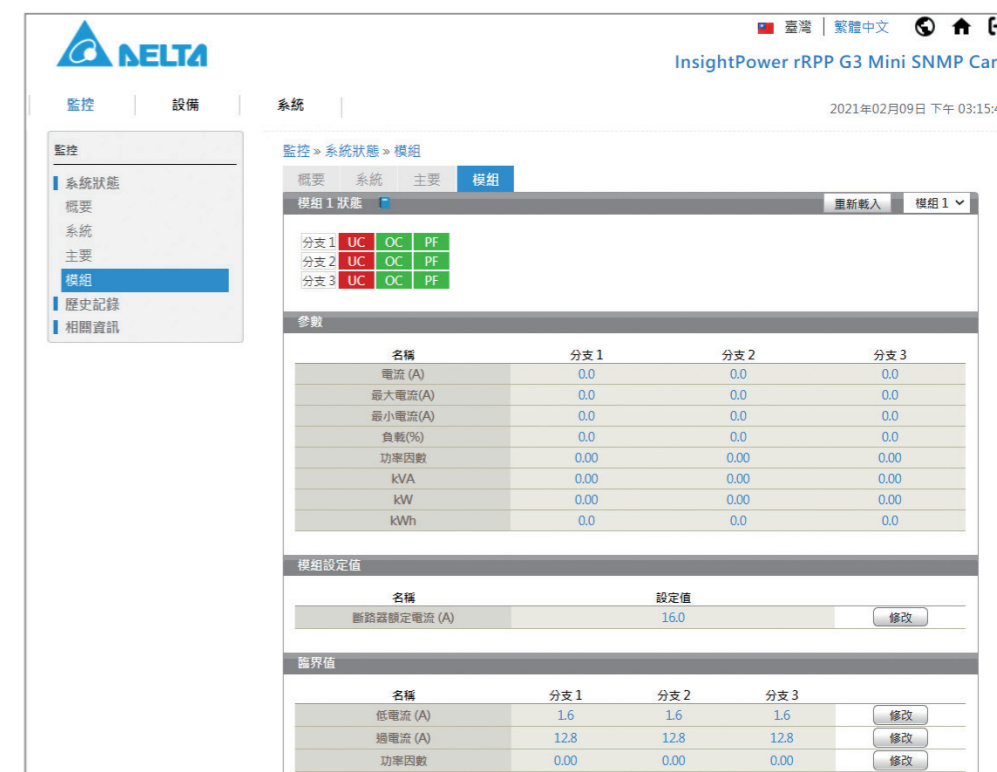 DELTA
臺灣 | 繁體中文
InsightPower rRPP G3 Mini SNMP Car
監控 設備 系統
2021年02月09日 下午 03:15:4
監控
系統狀態
概要
系統
主要
模組
歷史記錄
相關資訊
監控 » 系統狀態 » 模組
概要 系統 主要 模組
模組 1 狀態 重新載入 模組 1
分支 1 UC OC PF
分支 2 UC OC PF
分支 3 UC OC PF
參數
名稱 分支 1 分支 2 分支 3
電流 (A) 0.0 0.0 0.0
最大電流(A) 0.0 0.0 0.0
最小電流(A) 0.0 0.0 0.0
負載(%) 0.0 0.0 0.0
功率因數 0.00 0.00 0.00
kVA 0.00 0.00 0.00
kW 0.00 0.00 0.00
kWh 0.0 0.0 0.0
模組設定值
名稱 設定值
斷路器額定電流 (A) 16.0 修改
臨界值
名稱 分支 1 分支 2 分支 3
低電流 (A) 1.6 1.6 1.6 修改
過電流 (A) 12.8 12.8 12.8 修改
功率因數 0.00 0.00 0.00 修改